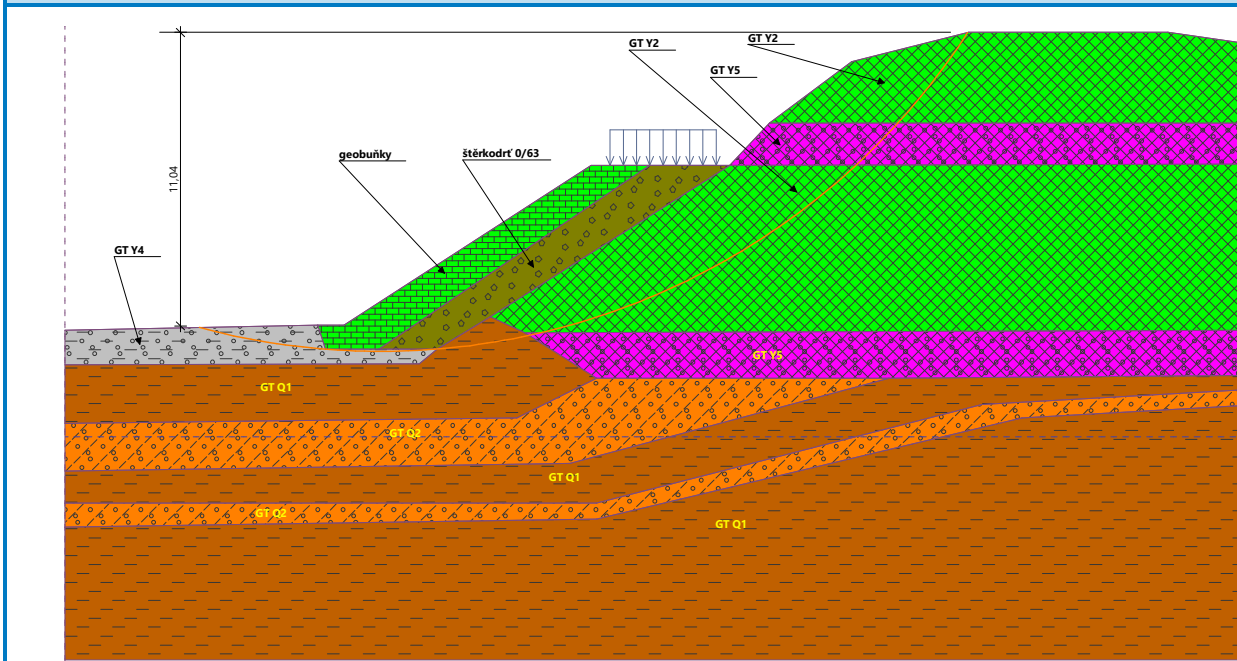 GT Y2
GT Y2
GT Y5
geobuňky
štěrkodrť 0/63
11,04
GT Y4
GT Y5
GT Q1
GT Q2
GT Q1
GT Q2
GT Q1